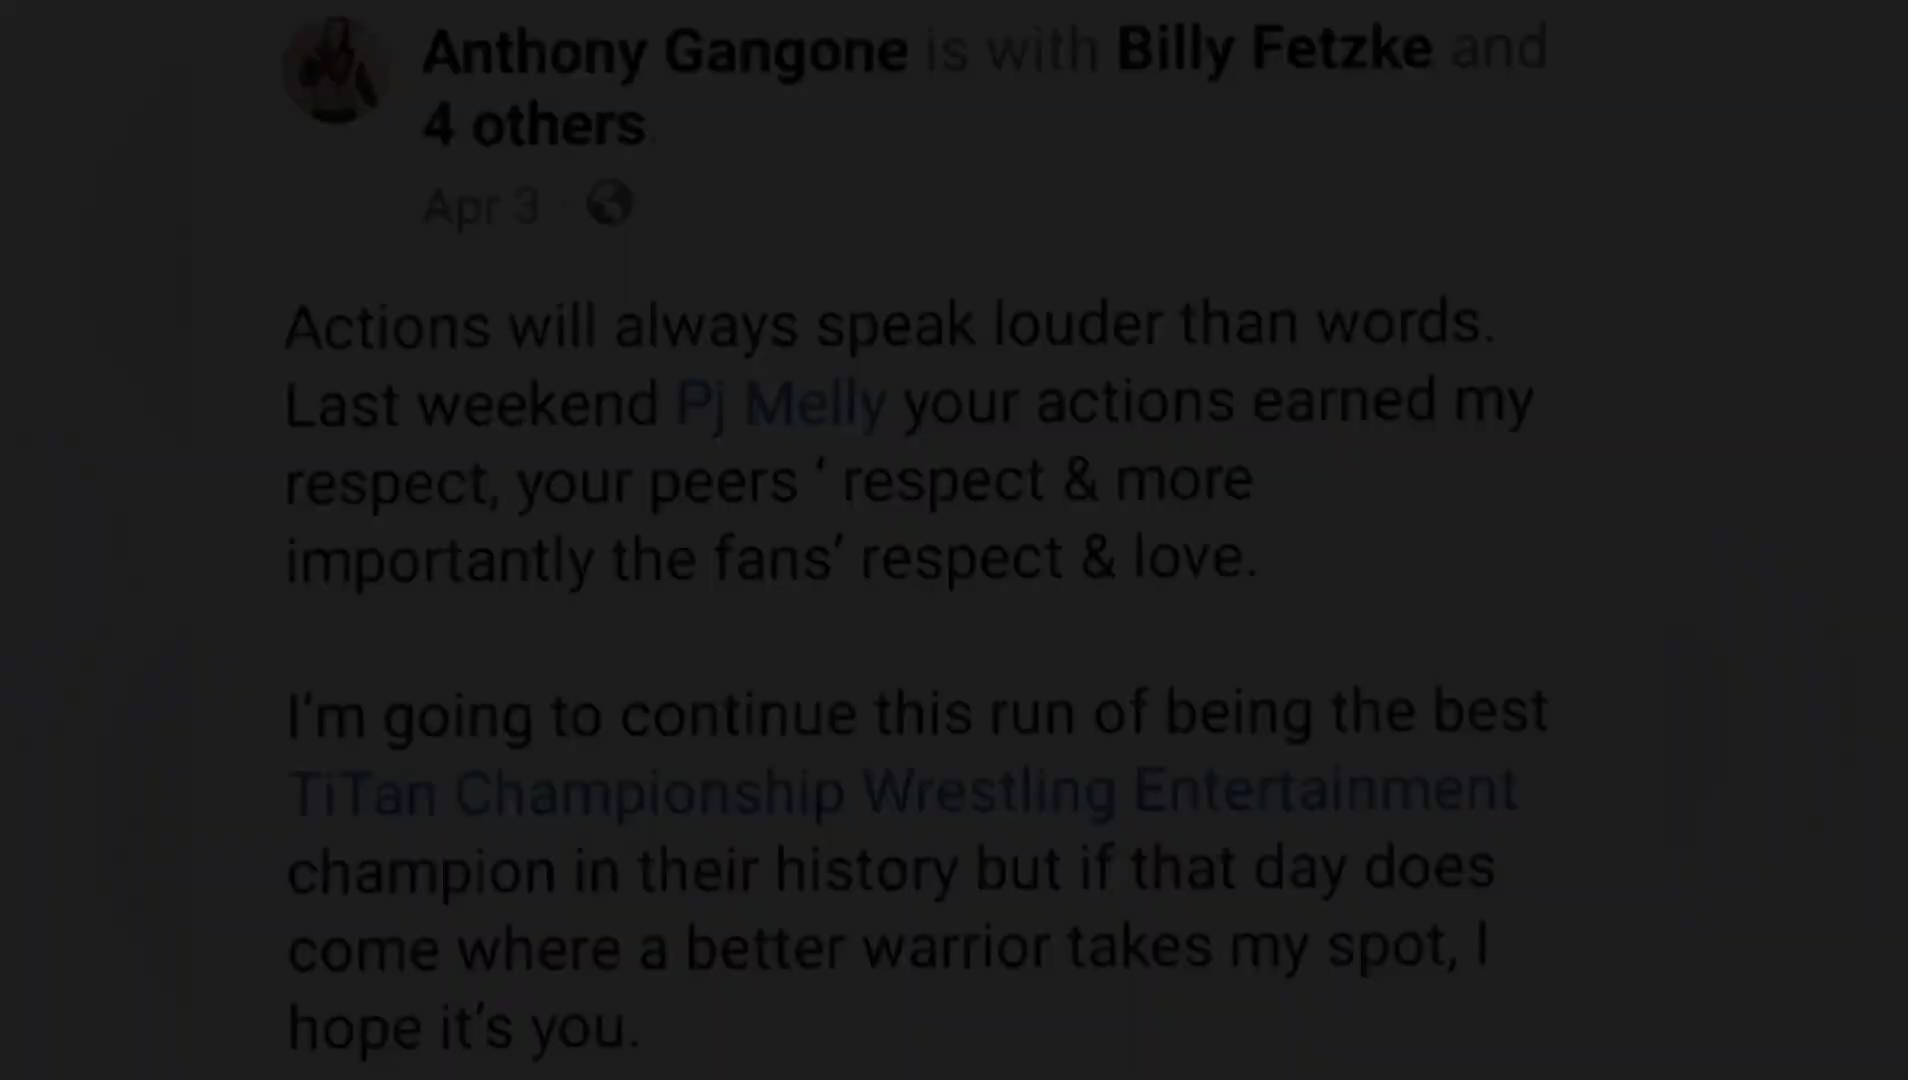 Anthony Gangone is with Billy Fetzke and
4 others.
Apr 3 ·
Actions will always speak louder than words.
Last weekend Pj Melly your actions earned my
respect, your peers ‘ respect & more
importantly the fans’ respect & love.
I’m going to continue this run of being the best
TiTan Championship Wrestling Entertainment
champion in their history but if that day does
come where a better warrior takes my spot, I
hope it’s you.